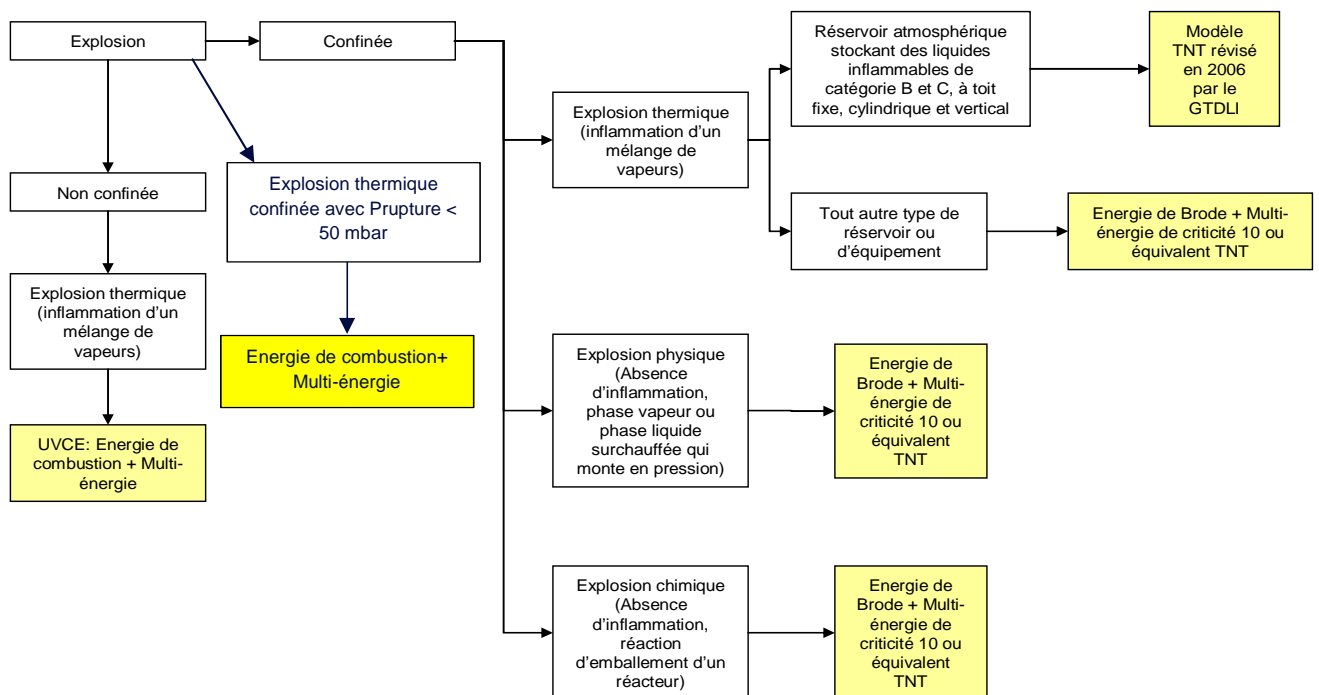 Explosion
Confinée
Non confinée
Explosion thermique
(inflammation d'un
mélange de
vapeurs)
UVCE: Energie de
combustion + Multi-
énergie
Explosion thermique
confinée avec Prupture <
50 mbar
Energie de combustion+
Multi-énergie
Explosion thermique
(inflammation d'un
mélange de
vapeurs)
Réservoir atmosphérique
stockant des liquides
inflammables de
catégorie B et C, à toit
fixe, cylindrique et vertical
Modèle
TNT révisé
en 2006
par le
GTDLI
Tout autre type de
réservoir ou
d'équipement
Energie de Brode + Multi-
énergie de criticité 10 ou
équivalent TNT
Explosion physique
(Absence
d'inflammation,
phase vapeur ou
phase liquide
surchauffée qui
monte en pression)
Energie de
Brode + Multi-
énergie de
criticité 10 ou
équivalent
TNT
Explosion chimique
(Absence
d'inflammation,
réaction
d'emballement d'un
réacteur)
Energie de
Brode + Multi-
énergie de
criticité 10 ou
équivalent
TNT